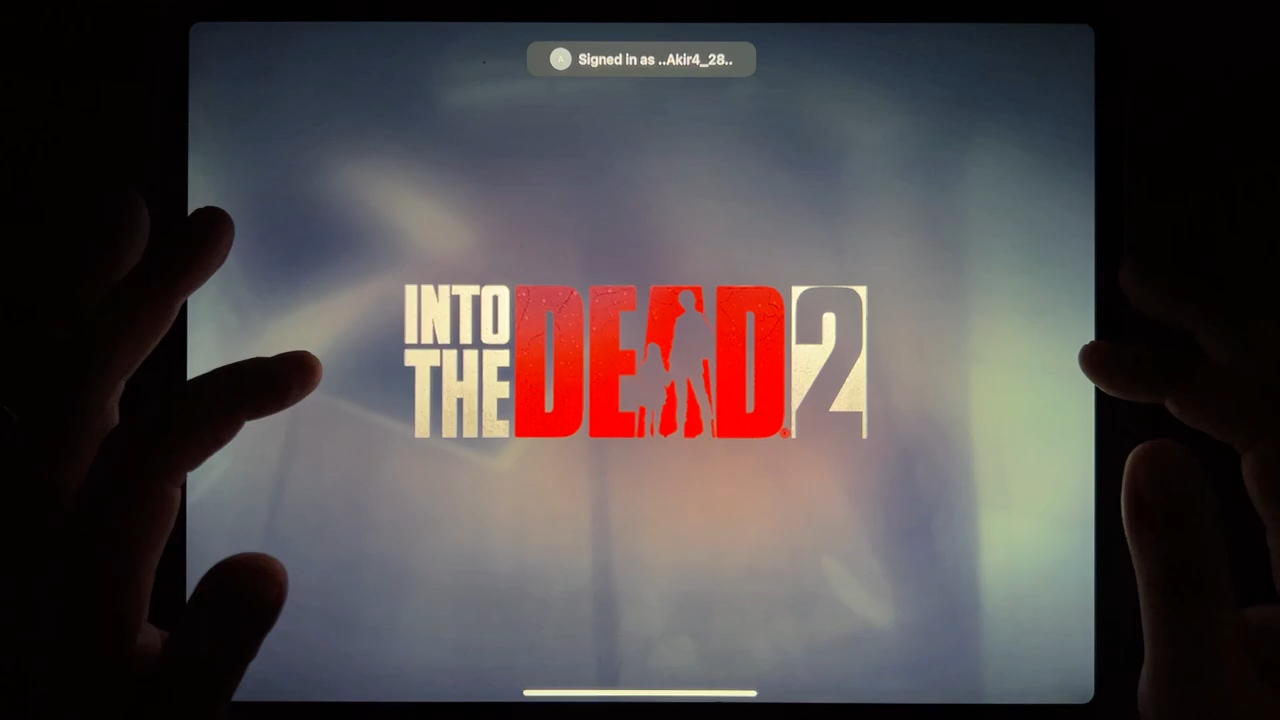 Signed in as ..Akir4_28..
INTO
THE
DEAD
2